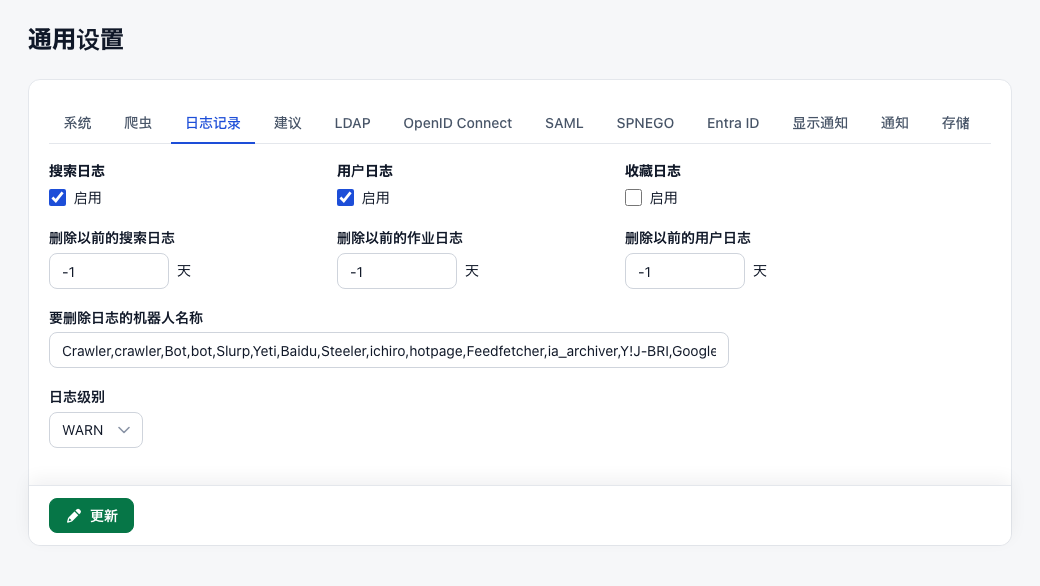 通用设置
系统 爬虫 日志记录 建议 LDAP OpenID Connect SAML SPNEGO Entra ID 显示通知 通知 存储
搜索日志 用户日志 收藏日志
启用 启用 启用
删除以前的搜索日志 删除以前的作业日志 删除以前的用户日志
-1 天 -1 天 -1 天
要删除日志的机器人名称
Crawler,crawler,Bot,bot,Slurp,Yeti,Baidu,Steeler,ichiro,hotpage,Feedfetcher,ia_archiver,Y!J-BRI,Google
日志级别
WARN
更新